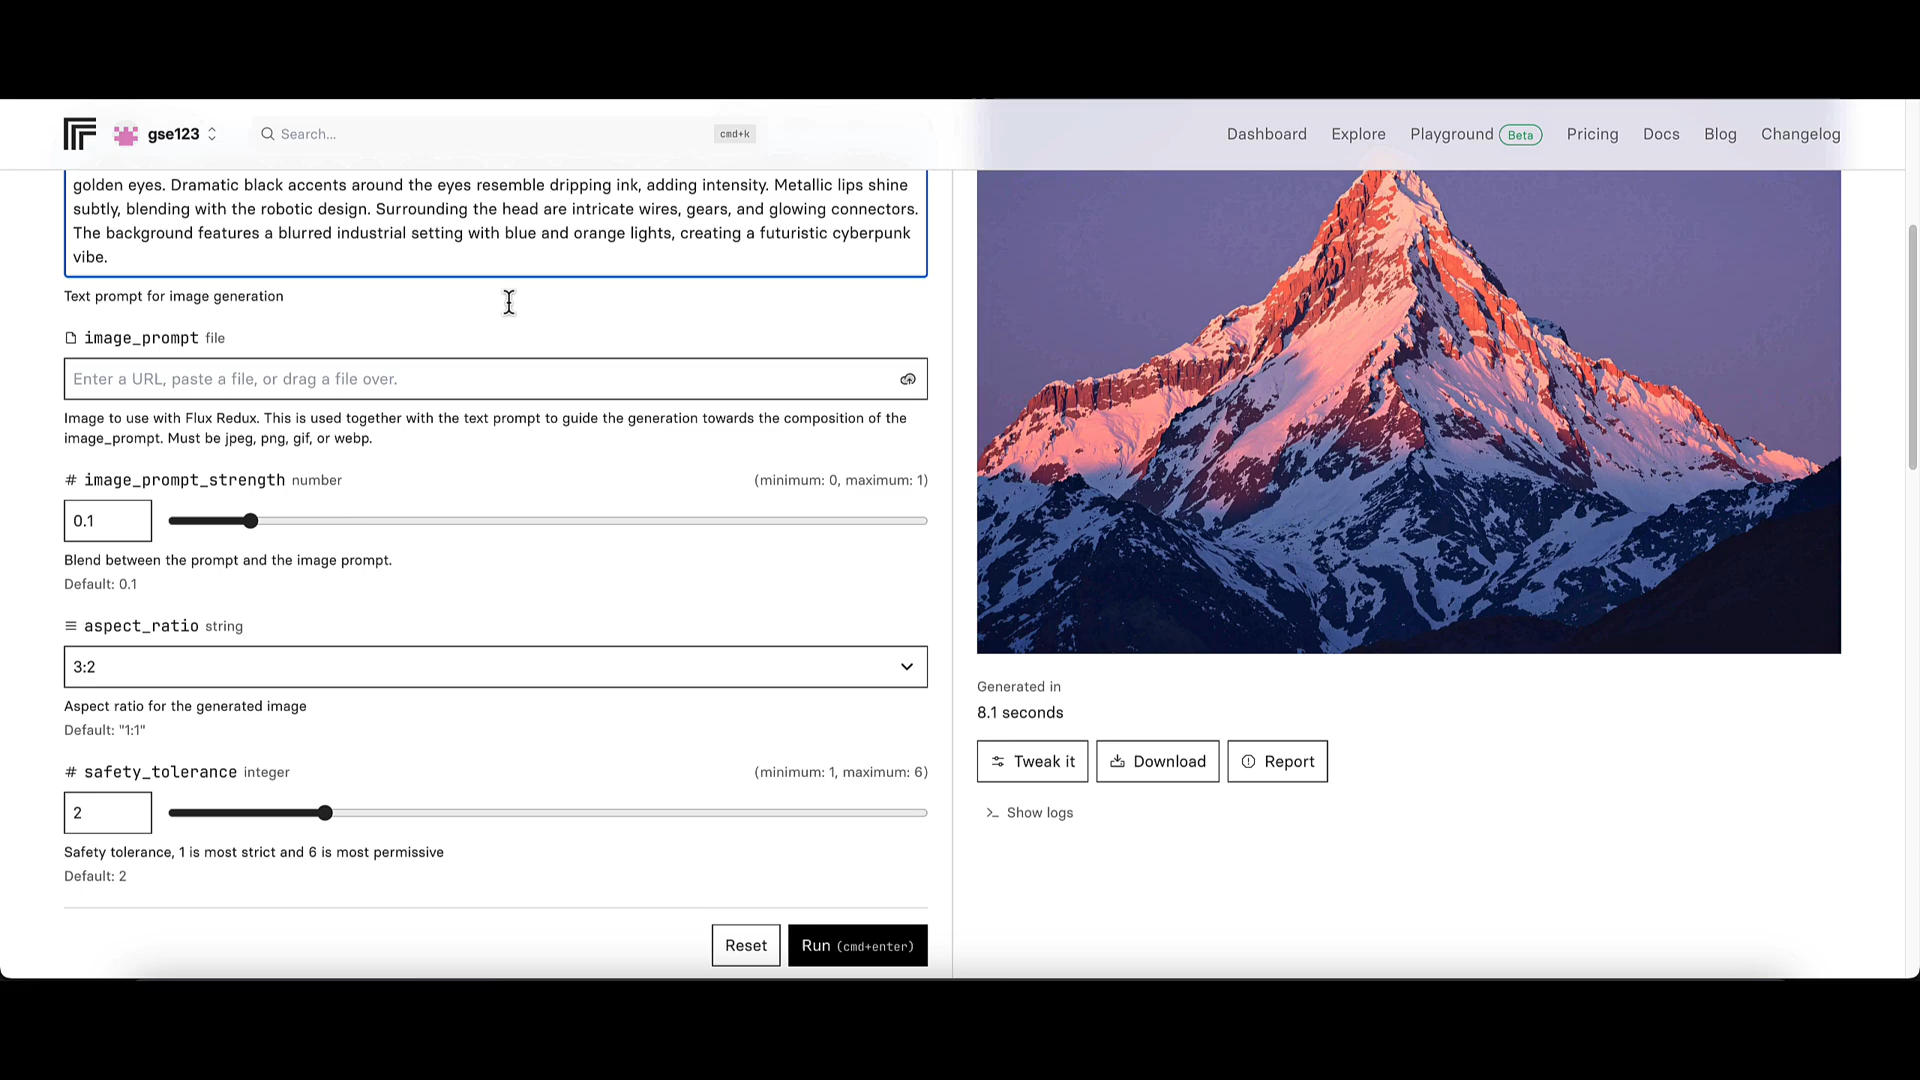 gse123
Search...
cmd+k
Dashboard
Explore
Playground Beta
Pricing
Docs
Blog
Changelog
golden eyes. Dramatic black accents around the eyes resemble dripping ink, adding intensity. Metallic lips shine
subtly, blending with the robotic design. Surrounding the head are intricate wires, gears, and glowing connectors.
The background features a blurred industrial setting with blue and orange lights, creating a futuristic cyberpunk
vibe.
Text prompt for image generation
image_prompt file
Enter a URL, paste a file, or drag a file over.
Image to use with Flux Redux. This is used together with the text prompt to guide the generation towards the composition of the
image_prompt. Must be jpeg, png, gif, or webp.
# image_prompt_strength number (minimum: 0, maximum: 1)
0.1
Blend between the prompt and the image prompt.
Default: 0.1
aspect_ratio string
3:2
Aspect ratio for the generated image
Default: "1:1"
# safety_tolerance integer (minimum: 1, maximum: 6)
2
Safety tolerance, 1 is most strict and 6 is most permissive
Default: 2
Reset
Run (cmd+enter)
Generated in
8.1 seconds
Tweak it
Download
Report
Show logs